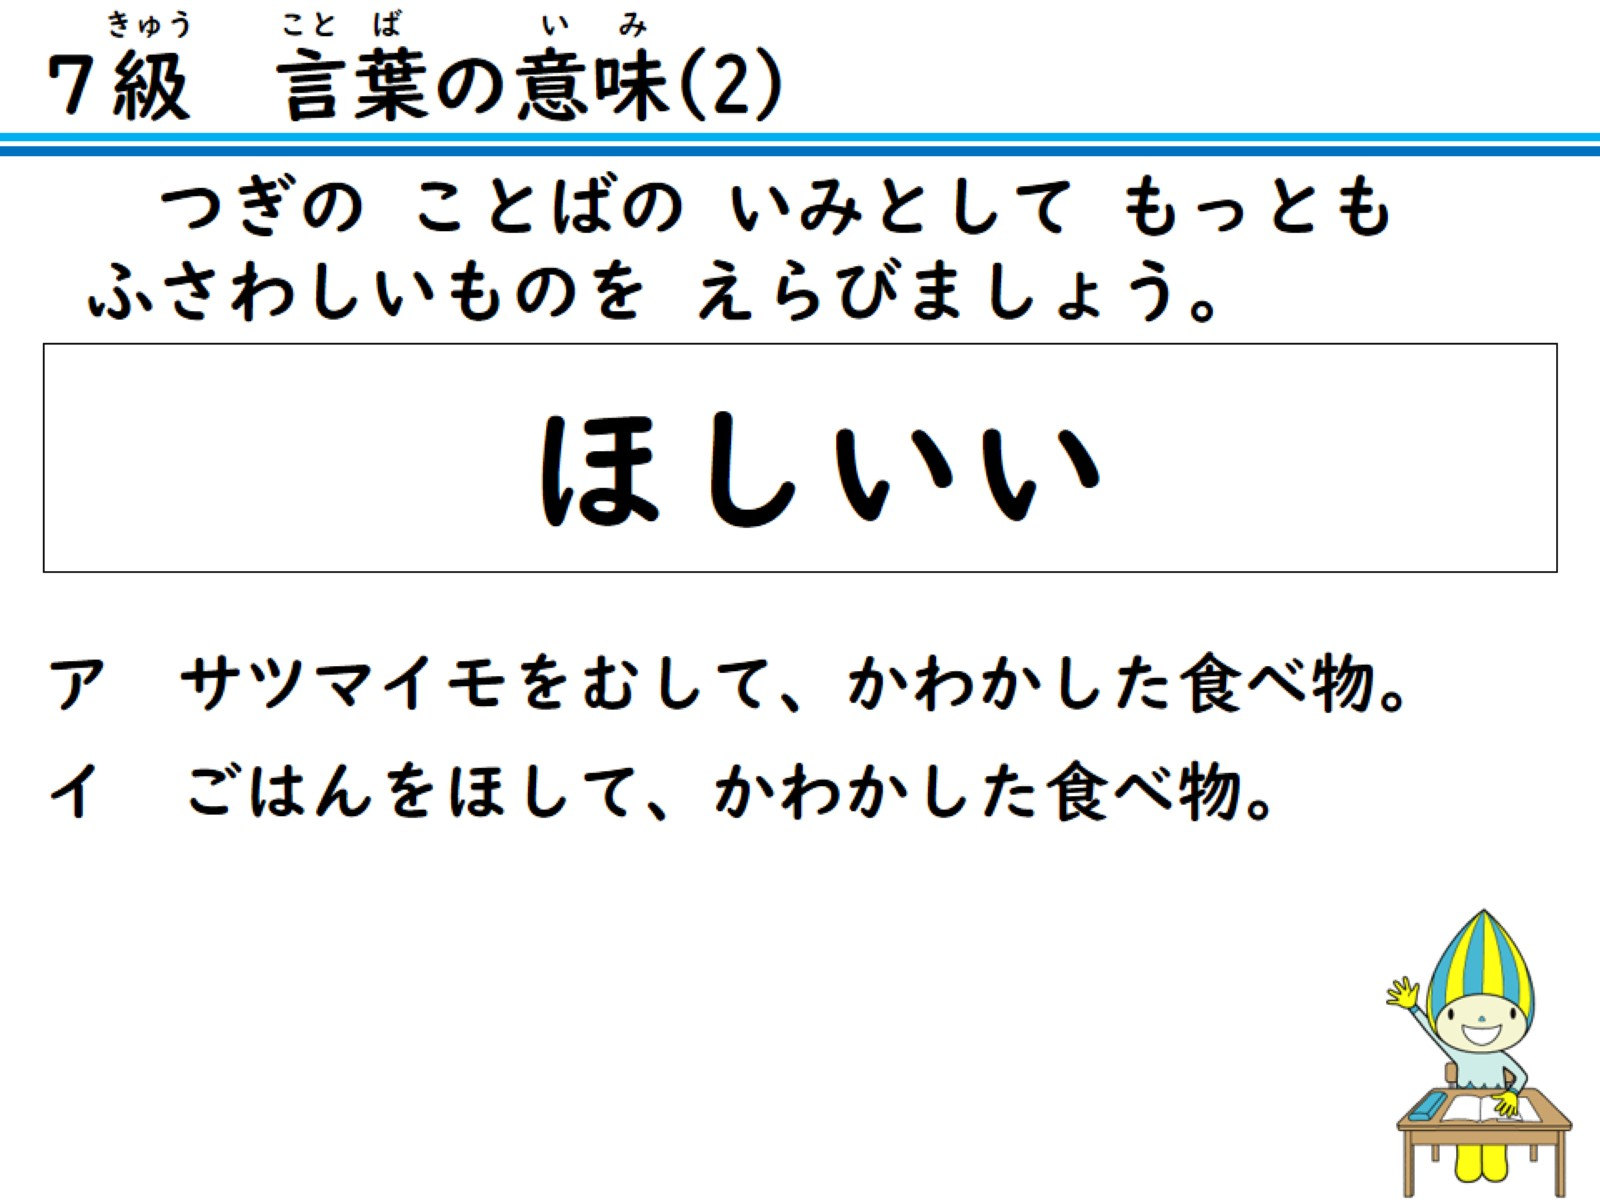 きゅう ことば いみ
７級　言葉の意味(2)
つぎの ことばの いみとして もっとも
ふさわしいものを えらびましょう。
ほしいい
ア　サツマイモをむして、かわかした食べ物。
イ　ごはんをほして、かわかした食べ物。